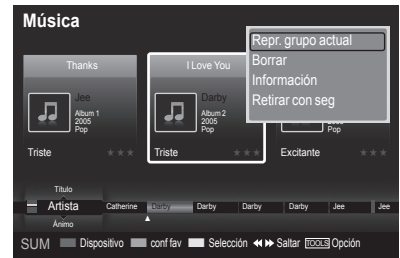 Música
Repr. grupo actual
Borrar
Información
Retirar con seg
Thanks
Jee
Album 1
2005
Pop
Triste
I Love You
Darby
Album 2
2005
Pop
Triste
Pop
Excitante
Título
Artista
Ánimo
Catherine Darby Darby Darby Darby Jee Jee
SUM Dispositivo conf fav Selección Saltar TOOLS Opción